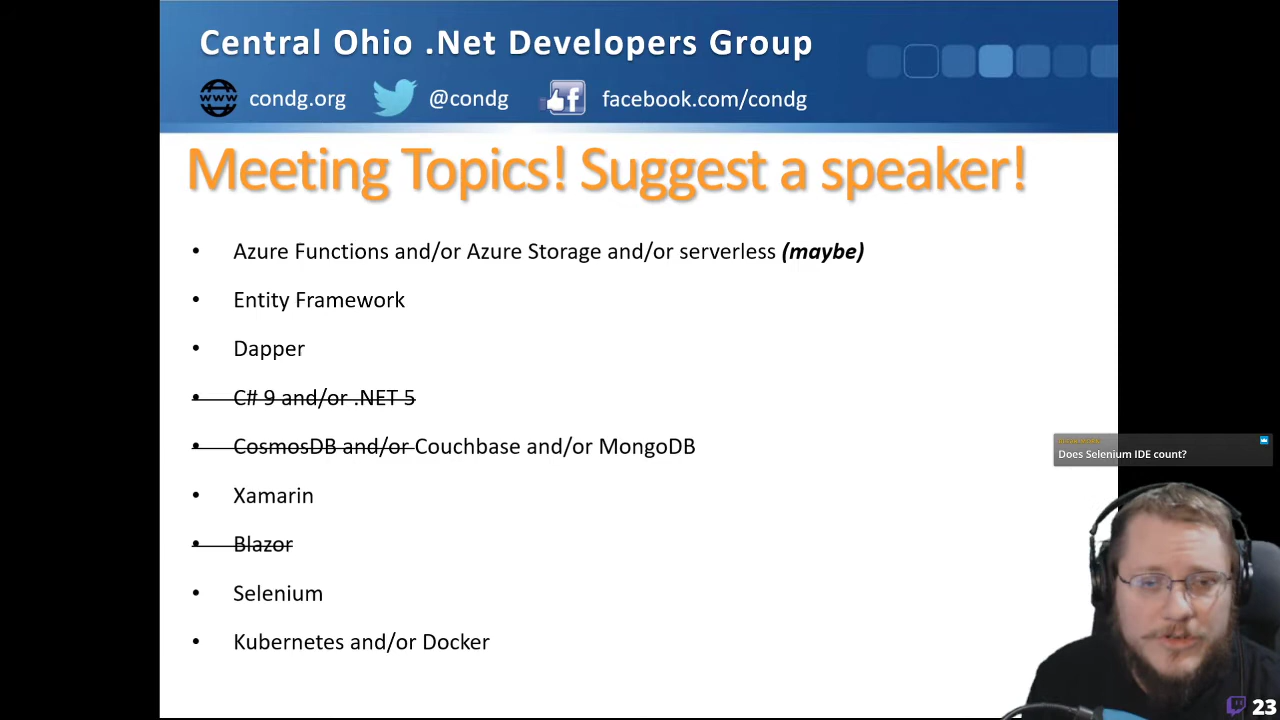 Central Ohio .Net Developers Group
www condg.org @condg f facebook.com/condg
Meeting Topics! Suggest a speaker!
• Azure Functions and/or Azure Storage and/or serverless (maybe)
• Entity Framework
• Dapper
• C# 9 and/or .NET 5
• CosmosDB and/or Couchbase and/or MongoDB
• Xamarin
• Blazor
• Selenium
• Kubernetes and/or Docker
Does Selenium IDE count?
23